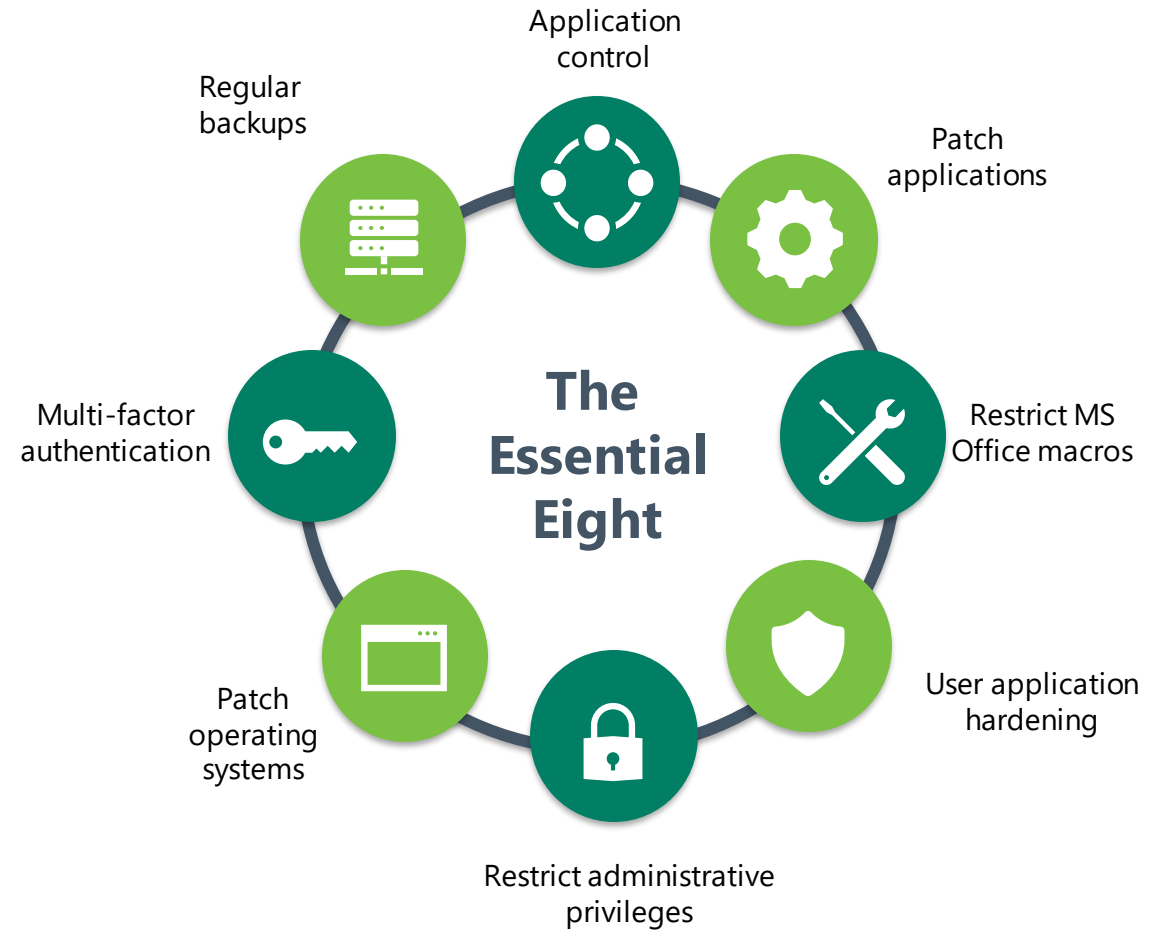 Application
control
Patch
applications
Restrict MS
Office macros
User application
hardening
Restrict administrative
privileges
Patch
operating
systems
Multi-factor
authentication
Regular
backups
The
Essential
Eight